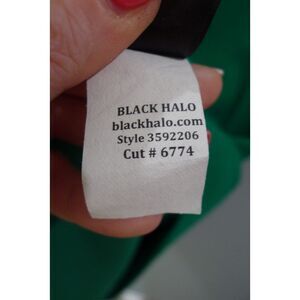 BLACK HALO
blackhalo.com
Style 3592206
Cut # 6774